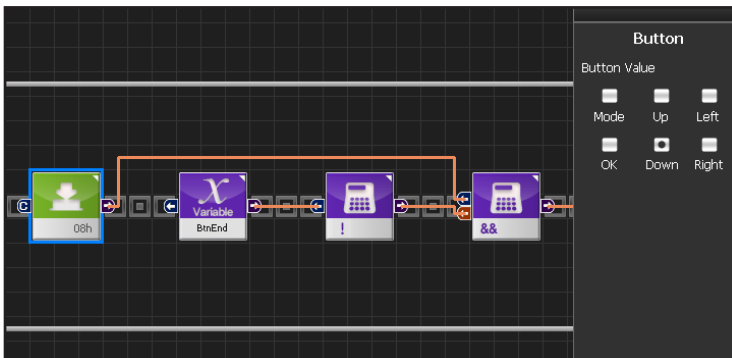 Button
Button Value
Mode Up Left
OK Down Right
C
08h
X
Variable
BtnEnd
!
&&